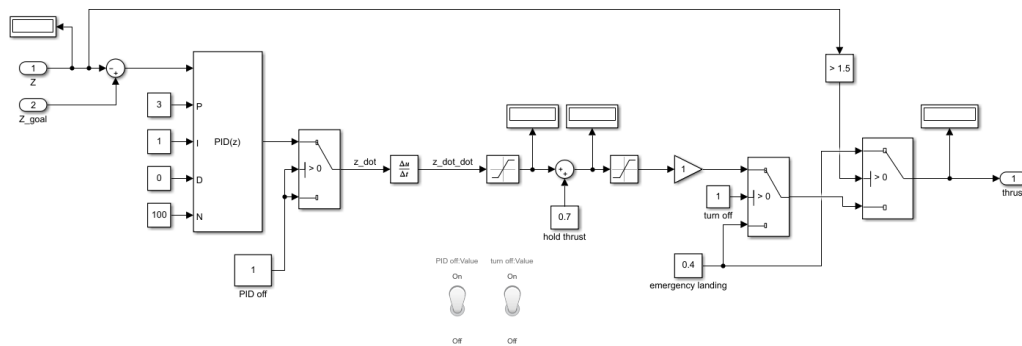 1
Z
2
Z_goal
3
P
1
I
0
D
100
N
PID(z)
1
PID off
> 0
z_dot
Δu
Δt
z_dot_dot
+
+
0.7
hold thrust
1
1
turn off
> 0
0.4
emergency landing
> 1.5
> 0
1
thrus
PID off:Value
On
Off
turn off:Value
On
Off